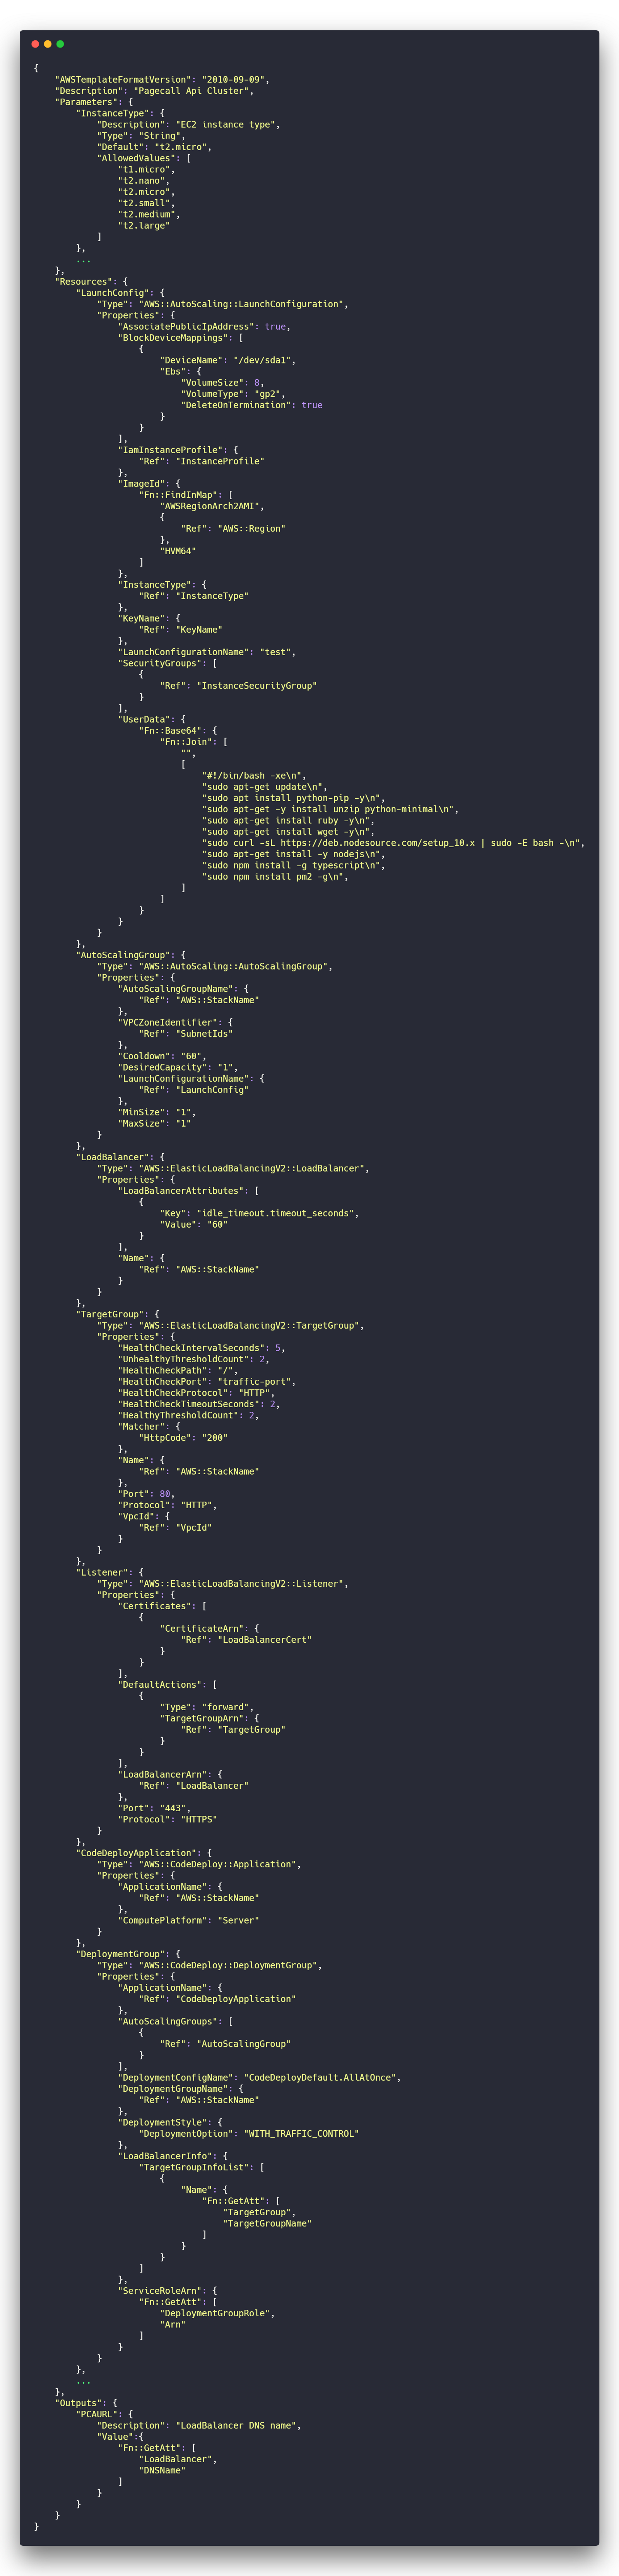 {
    "AWSTemplateFormatVersion": "2010-09-09",
    "Description": "Pagecall Api Cluster",
    "Parameters": {
        "InstanceType": {
            "Description": "EC2 instance type",
            "Type": "String",
            "Default": "t2.micro",
            "AllowedValues": [
                "t1.micro",
                "t2.nano",
                "t2.micro",
                "t2.small",
                "t2.medium",
                "t2.large"
            ]
        },
        ...
    },
    "Resources": {
        "LaunchConfig": {
            "Type": "AWS::AutoScaling::LaunchConfiguration",
            "Properties": {
                "AssociatePublicIpAddress": true,
                "BlockDeviceMappings": [
                    {
                        "DeviceName": "/dev/sda1",
                        "Ebs": {
                            "VolumeSize": 8,
                            "VolumeType": "gp2",
                            "DeleteOnTermination": true
                        }
                    }
                ],
                "IamInstanceProfile": {
                    "Ref": "InstanceProfile"
                },
                "ImageId": {
                    "Fn::FindInMap": [
                        "AWSRegionArch2AMI",
                        {
                            "Ref": "AWS::Region"
                        },
                        "HVM64"
                    ]
                },
                "InstanceType": {
                    "Ref": "InstanceType"
                },
                "KeyName": {
                    "Ref": "KeyName"
                },
                "LaunchConfigurationName": "test",
                "SecurityGroups": [
                    {
                        "Ref": "InstanceSecurityGroup"
                    }
                ],
                "UserData": {
                    "Fn::Base64": {
                        "Fn::Join": [
                            "",
                            [
                                "#!/bin/bash -xe\n",
                                "sudo apt-get update\n",
                                "sudo apt install python-pip -y\n",
                                "sudo apt-get -y install unzip python-minimal\n",
                                "sudo apt-get install ruby -y\n",
                                "sudo apt-get install wget -y\n",
                                "sudo curl -sL https://deb.nodesource.com/setup_10.x | sudo -E bash -\n",
                                "sudo apt-get install -y nodejs\n",
                                "sudo npm install -g typescript\n",
                                "sudo npm install pm2 -g\n",
                            ]
                        ]
                    }
                }
            }
        },
        "AutoScalingGroup": {
            "Type": "AWS::AutoScaling::AutoScalingGroup",
            "Properties": {
                "AutoScalingGroupName": {
                    "Ref": "AWS::StackName"
                },
                "VPCZoneIdentifier": {
                    "Ref": "SubnetIds"
                },
                "Cooldown": "60",
                "DesiredCapacity": "1",
                "LaunchConfigurationName": {
                    "Ref": "LaunchConfig"
                },
                "MinSize": "1",
                "MaxSize": "1"
            }
        },
        "LoadBalancer": {
            "Type": "AWS::ElasticLoadBalancingV2::LoadBalancer",
            "Properties": {
                "LoadBalancerAttributes": [
                    {
                        "Key": "idle_timeout.timeout_seconds",
                        "Value": "60"
                    }
                ],
                "Name": {
                    "Ref": "AWS::StackName"
                }
            }
        },
        "TargetGroup": {
            "Type": "AWS::ElasticLoadBalancingV2::TargetGroup",
            "Properties": {
                "HealthCheckIntervalSeconds": 5,
                "UnhealthyThresholdCount": 2,
                "HealthCheckPath": "/",
                "HealthCheckPort": "traffic-port",
                "HealthCheckProtocol": "HTTP",
                "HealthCheckTimeoutSeconds": 2,
                "HealthyThresholdCount": 2,
                "Matcher": {
                    "HttpCode": "200"
                },
                "Name": {
                    "Ref": "AWS::StackName"
                },
                "Port": 80,
                "Protocol": "HTTP",
                "VpcId": {
                    "Ref": "VpcId"
                }
            }
        },
        "Listener": {
            "Type": "AWS::ElasticLoadBalancingV2::Listener",
            "Properties": {
                "Certificates": [
                    {
                        "CertificateArn": {
                            "Ref": "LoadBalancerCert"
                        }
                    }
                ],
                "DefaultActions": [
                    {
                        "Type": "forward",
                        "TargetGroupArn": {
                            "Ref": "TargetGroup"
                        }
                    }
                ],
                "LoadBalancerArn": {
                    "Ref": "LoadBalancer"
                },
                "Port": "443",
                "Protocol": "HTTPS"
            }
        },
        "CodeDeployApplication": {
            "Type": "AWS::CodeDeploy::Application",
            "Properties": {
                "ApplicationName": {
                    "Ref": "AWS::StackName"
                },
                "ComputePlatform": "Server"
            }
        },
        "DeploymentGroup": {
            "Type": "AWS::CodeDeploy::DeploymentGroup",
            "Properties": {
                "ApplicationName": {
                    "Ref": "CodeDeployApplication"
                },
                "AutoScalingGroups": [
                    {
                        "Ref": "AutoScalingGroup"
                    }
                ],
                "DeploymentConfigName": "CodeDeployDefault.AllAtOnce",
                "DeploymentGroupName": {
                    "Ref": "AWS::StackName"
                },
                "DeploymentStyle": {
                    "DeploymentOption": "WITH_TRAFFIC_CONTROL"
                },
                "LoadBalancerInfo": {
                    "TargetGroupInfoList": [
                        {
                            "Name": {
                                "Fn::GetAtt": [
                                    "TargetGroup",
                                    "TargetGroupName"
                                ]
                            }
                        }
                    ]
                },
                "ServiceRoleArn": {
                    "Fn::GetAtt": [
                        "DeploymentGroupRole",
                        "Arn"
                    ]
                }
            }
        },
        ...
    },
    "Outputs": {
        "PCAURL": {
            "Description": "LoadBalancer DNS name",
            "Value":{
                "Fn::GetAtt": [
                    "LoadBalancer",
                    "DNSName"
                ]
            }
        }
    }
}